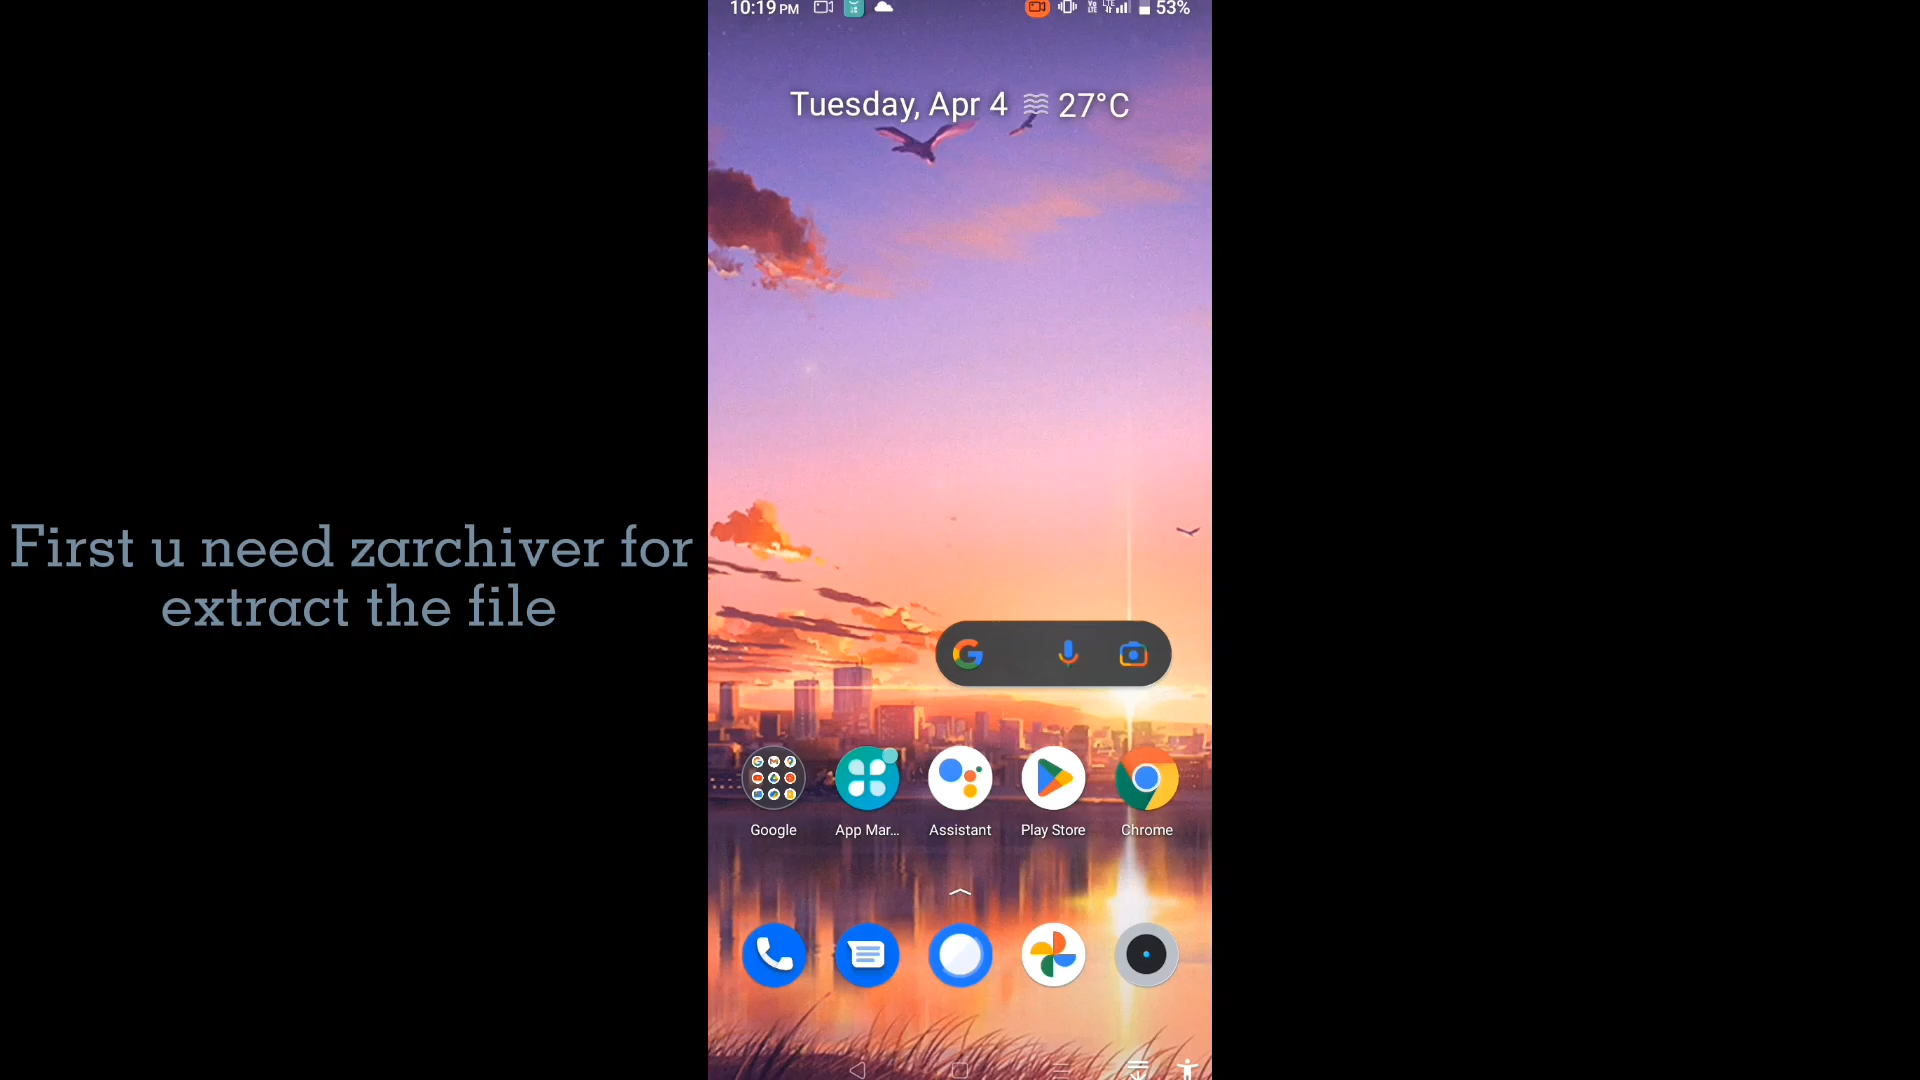 10:19 PM 53%
Tuesday, Apr 4 27°C
First u need zarchiver for
extract the file
Google App Mar... Assistant Play Store Chrome